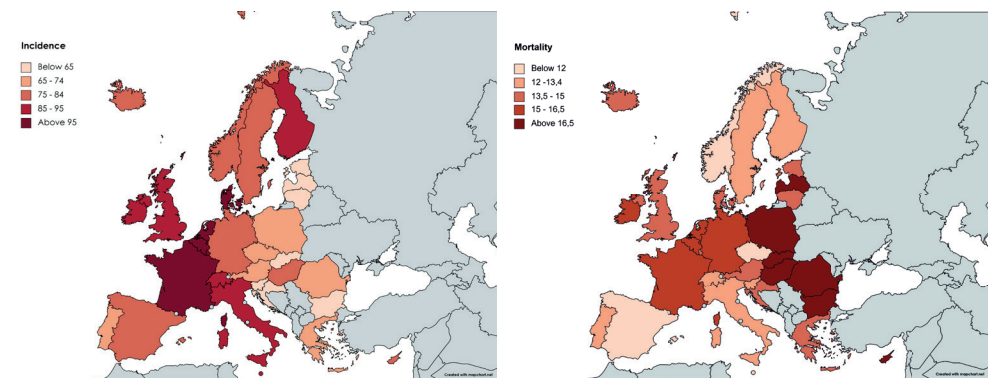 Incidence
Below 65
65 - 74
75 - 84
85 - 95
Above 95
Created with mapchart.net
Mortality
Below 12
12 -13,4
13,5 - 15
15 - 16,5
Above 16,5
Created with mapchart.net